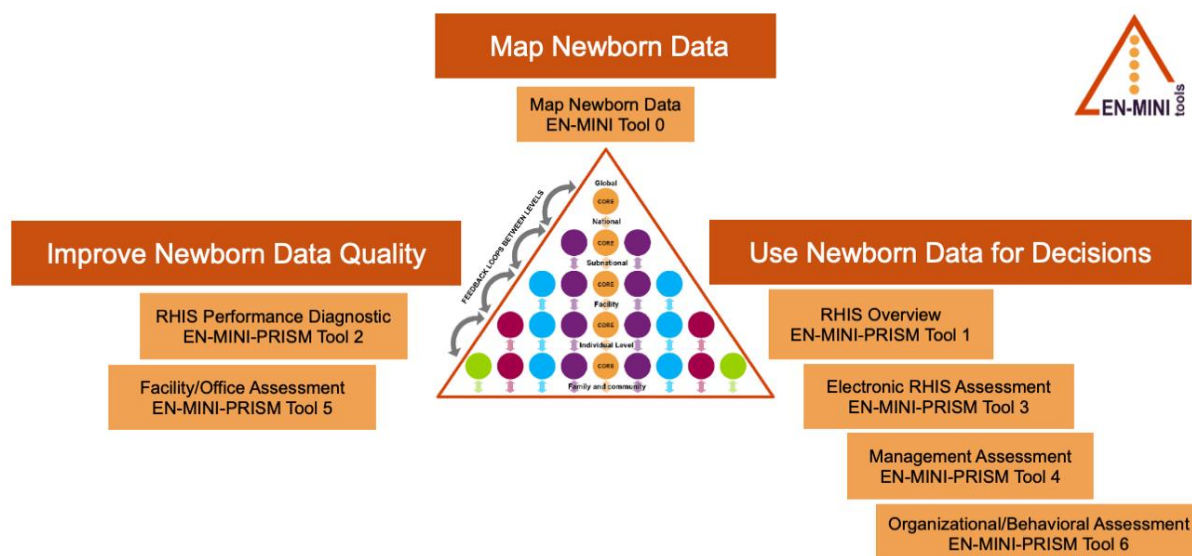 Map Newborn Data
Map Newborn Data
EN-MINI Tool 0
EN-MINI
tools
Improve Newborn Data Quality
RHIS Performance Diagnostic
EN-MINI-PRISM Tool 2
Facility/Office Assessment
EN-MINI-PRISM Tool 5
FEEDBACK LOOPS BETWEEN LEVELS
Global
CORE
National
CORE
Subnational
CORE
Facility
CORE
Individual Level
CORE
Family and community
Use Newborn Data for Decisions
RHIS Overview
EN-MINI-PRISM Tool 1
Electronic RHIS Assessment
EN-MINI-PRISM Tool 3
Management Assessment
EN-MINI-PRISM Tool 4
Organizational/Behavioral Assessment
EN-MINI-PRISM Tool 6